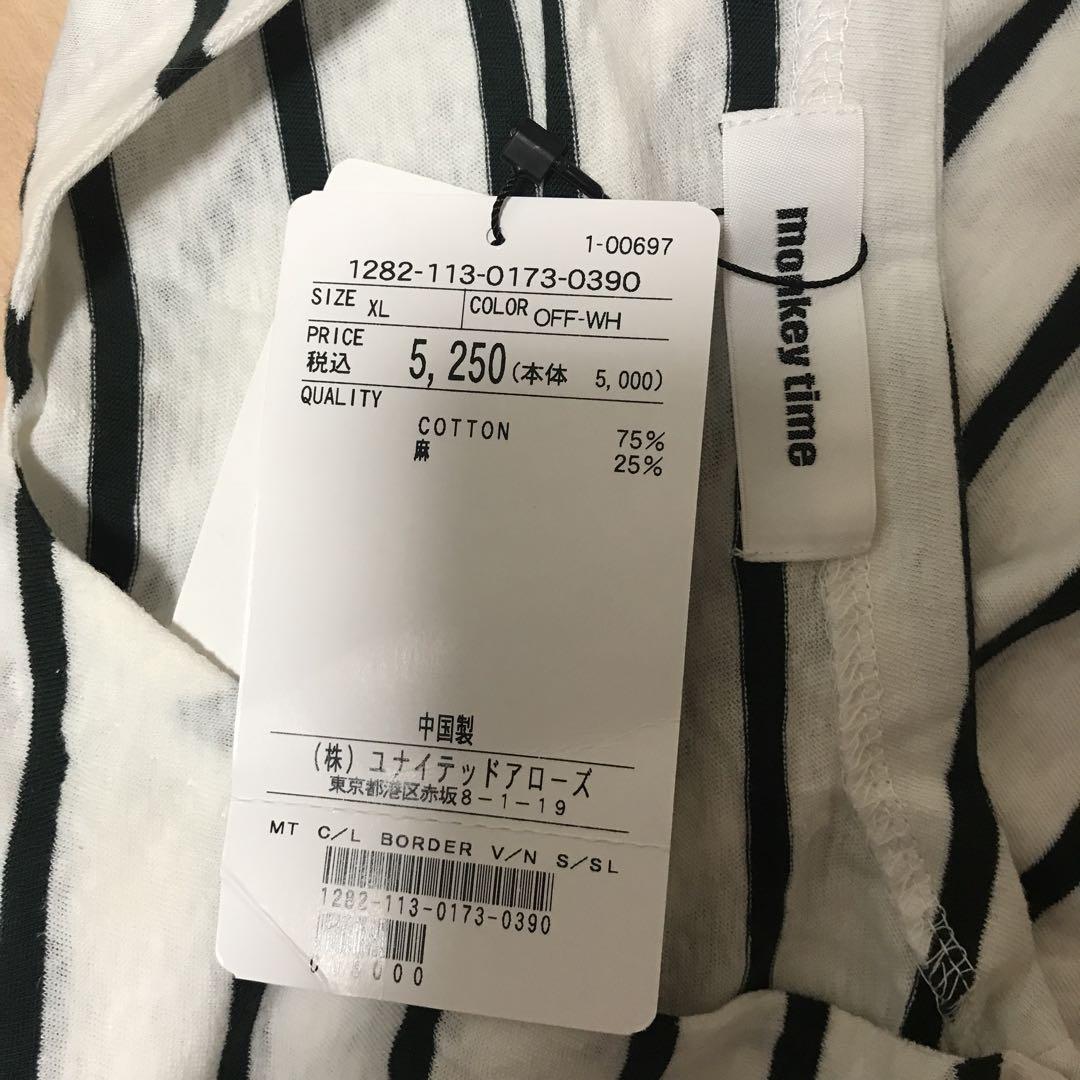 1-00697
1282-113-0173-0390
SIZE XL COLOR OFF-WH
PRICE
税込 5,250(本体 5,000)
QUALITY
COTTON 75%
麻 25%
中国製
(株) ユナイテッドアローズ
東京都港区赤坂8-1-19
MT C/L BORDER V/N S/SL
1282-113-0173-0390
monkey time